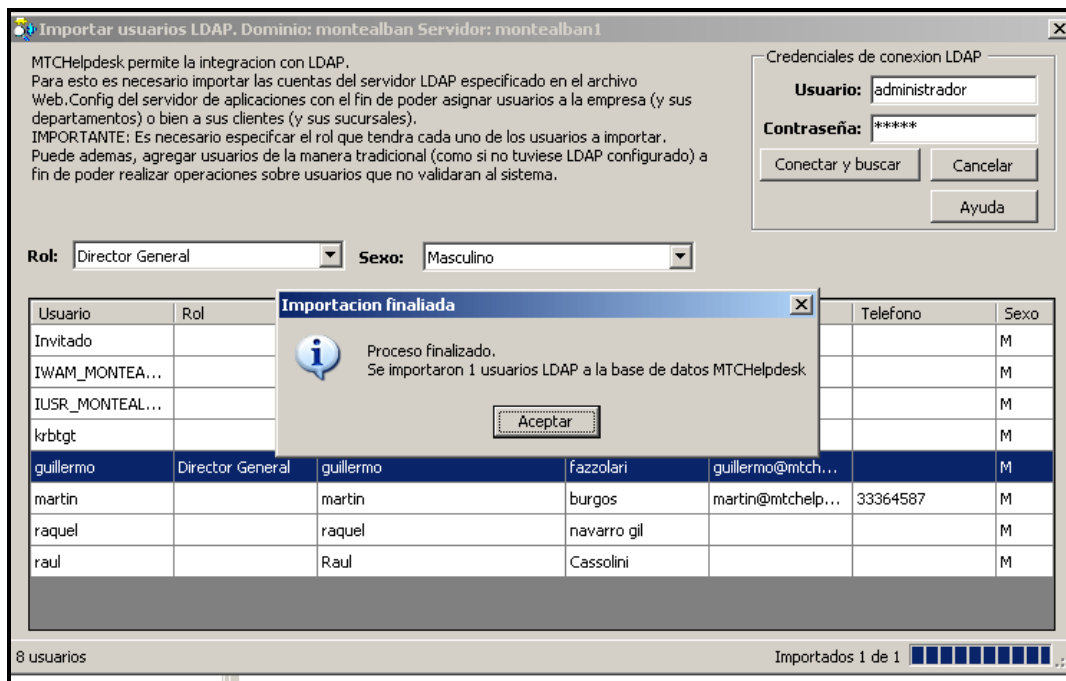 Importar usuarios LDAP. Dominio: montealban Servidor: montealban1
MTCHelpdesk permite la integracion con LDAP.
Para esto es necesario importar las cuentas del servidor LDAP especificado en el archivo
Web.Config del servidor de aplicaciones con el fin de poder asignar usuarios a la empresa (y sus
departamentos) o bien a sus clientes (y sus sucursales).
IMPORTANTE: Es necesario especifcar el rol que tendra cada uno de los usuarios a importar.
Puede ademas, agregar usuarios de la manera tradicional (como si no tuviese LDAP configurado) a
fin de poder realizar operaciones sobre usuarios que no validaran al sistema.
Credenciales de conexion LDAP
Usuario: administrador
Contraseña: *****
Conectar y buscar Cancelar
Ayuda
Rol: Director General Sexo: Masculino
Usuario Rol Telefono Sexo
Invitado M
IWAM_MONTEA... M
IUSR_MONTEAL... M
krbtgt M
Importacion finaliada
Proceso finalizado.
Se importaron 1 usuarios LDAP a la base de datos MTCHelpdesk
Aceptar
guillermo Director General guillermo fazzolari guillermo@mtch... M
martin martin burgos martin@mtchelp... 33364587 M
raquel raquel navarro gil M
raul Raul Cassolini M
8 usuarios Importados 1 de 1